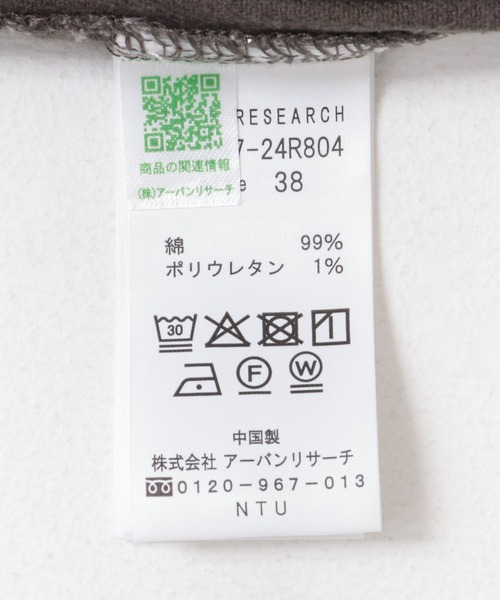 RESEARCH
7-24R804
商品の関連情報
(株)アーバンリサーチ
e 38
綿 99%
ポリウレタン 1%
30
F W
中国製
株式会社 アーバンリサーチ
0120-967-013
NTU